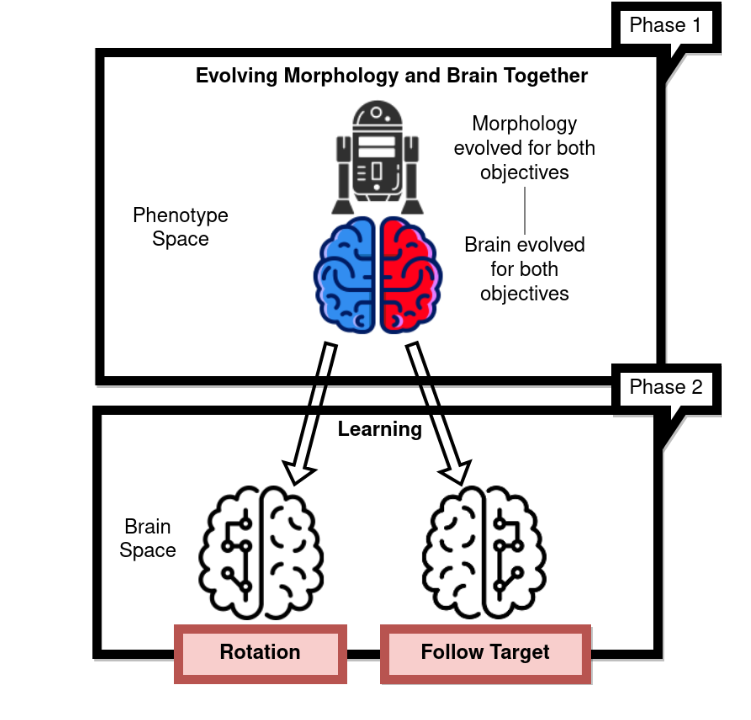 Phase 1
Evolving Morphology and Brain Together
Morphology
evolved for both
objectives
Phenotype
Space
Brain evolved
for both
objectives
Phase 2
Learning
Brain
Space
Rotation
Follow Target